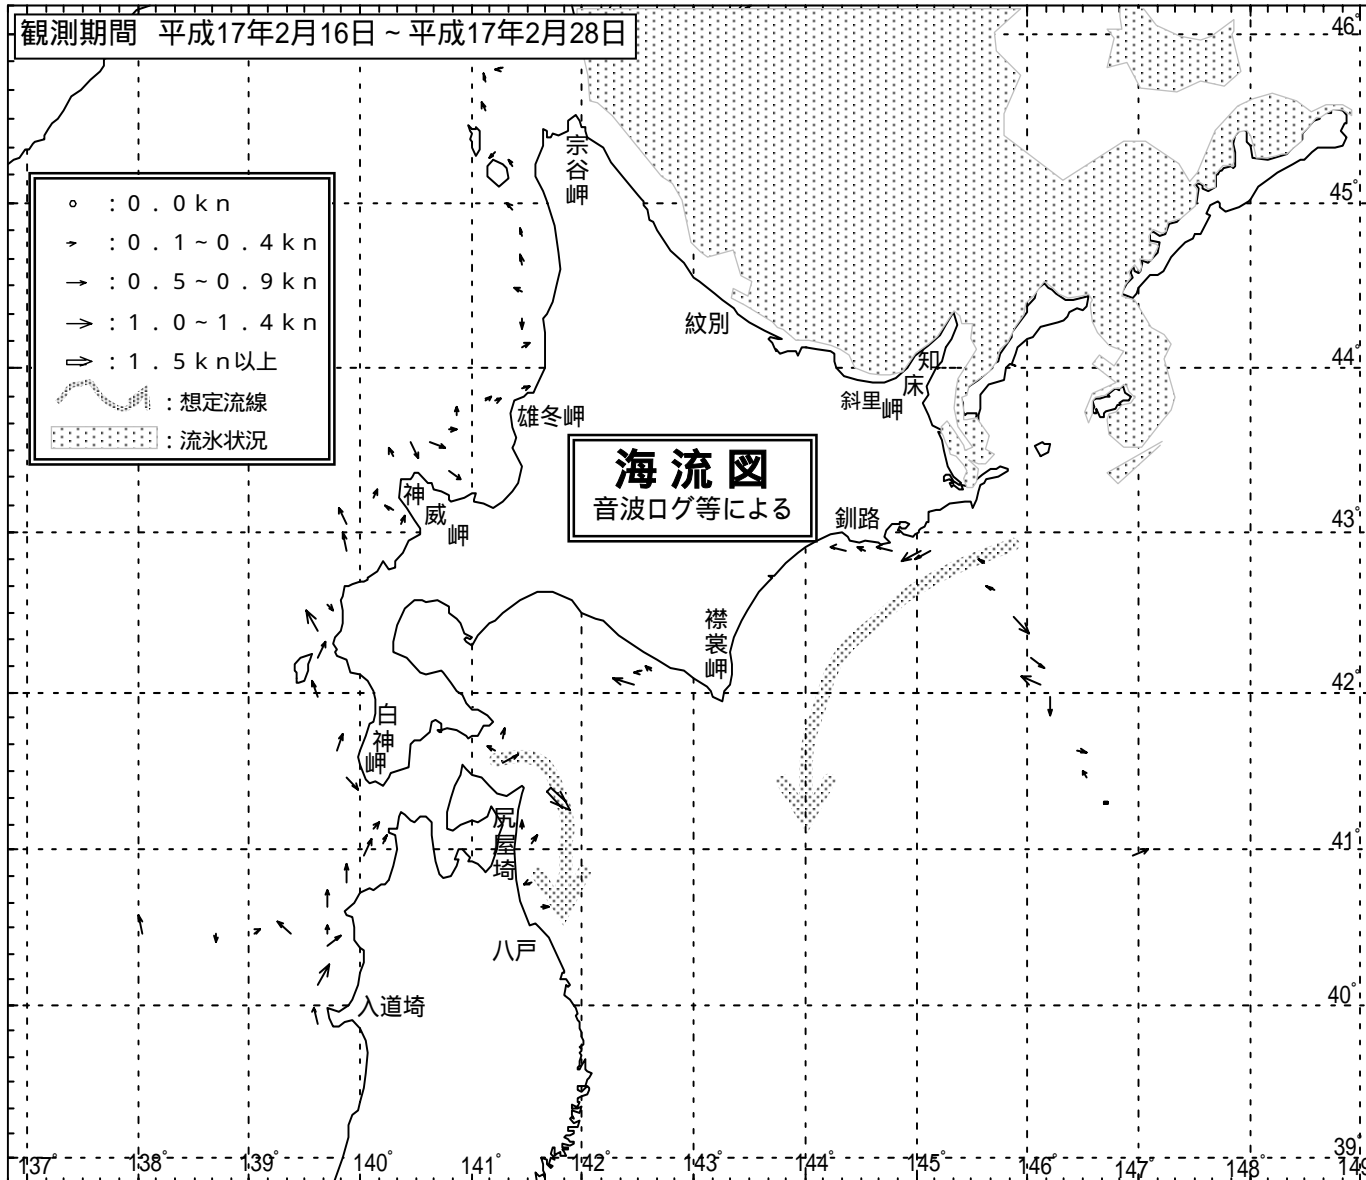 観測期間 平成17年2月16日~平成17年2月28日
:0.0kn
:0.1~0.4kn
:0.5~0.9kn
:1.0~1.4kn
:1.5kn以上
:想定流線
:流氷状況
海流図
音波ログ等による
宗谷岬
紋別
知床岬
斜里
雄冬岬
神威岬
釧路
襟裳岬
白神岬
尻屋埼
八戸
入道埼
46°
45°
44°
43°
42°
41°
40°
39°
137° 138° 139° 140° 141° 142° 143° 144° 145° 146° 147° 148° 149